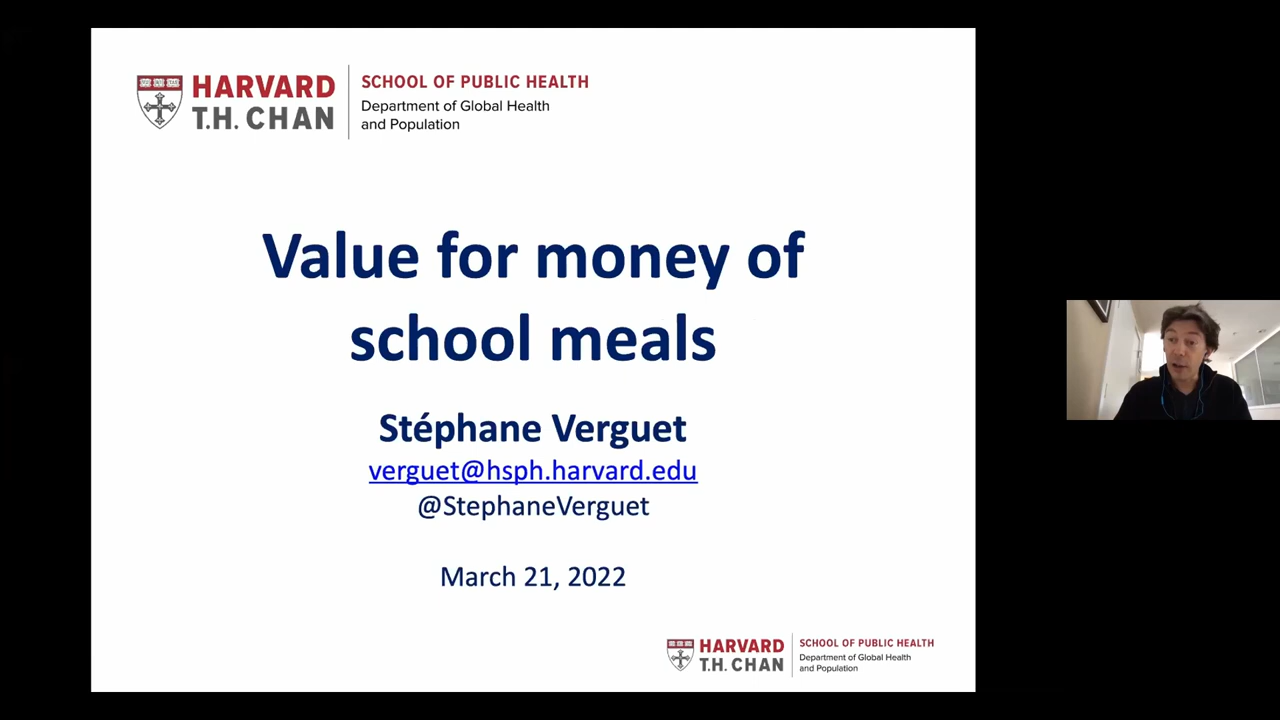 HARVARD
T.H. CHAN
SCHOOL OF PUBLIC HEALTH
Department of Global Health
and Population
Value for money of
school meals
Stéphane Verguet
verguet@hsph.harvard.edu
@StephaneVerguet
March 21, 2022
HARVARD
T.H. CHAN
SCHOOL OF PUBLIC HEALTH
Department of Global Health
and Population